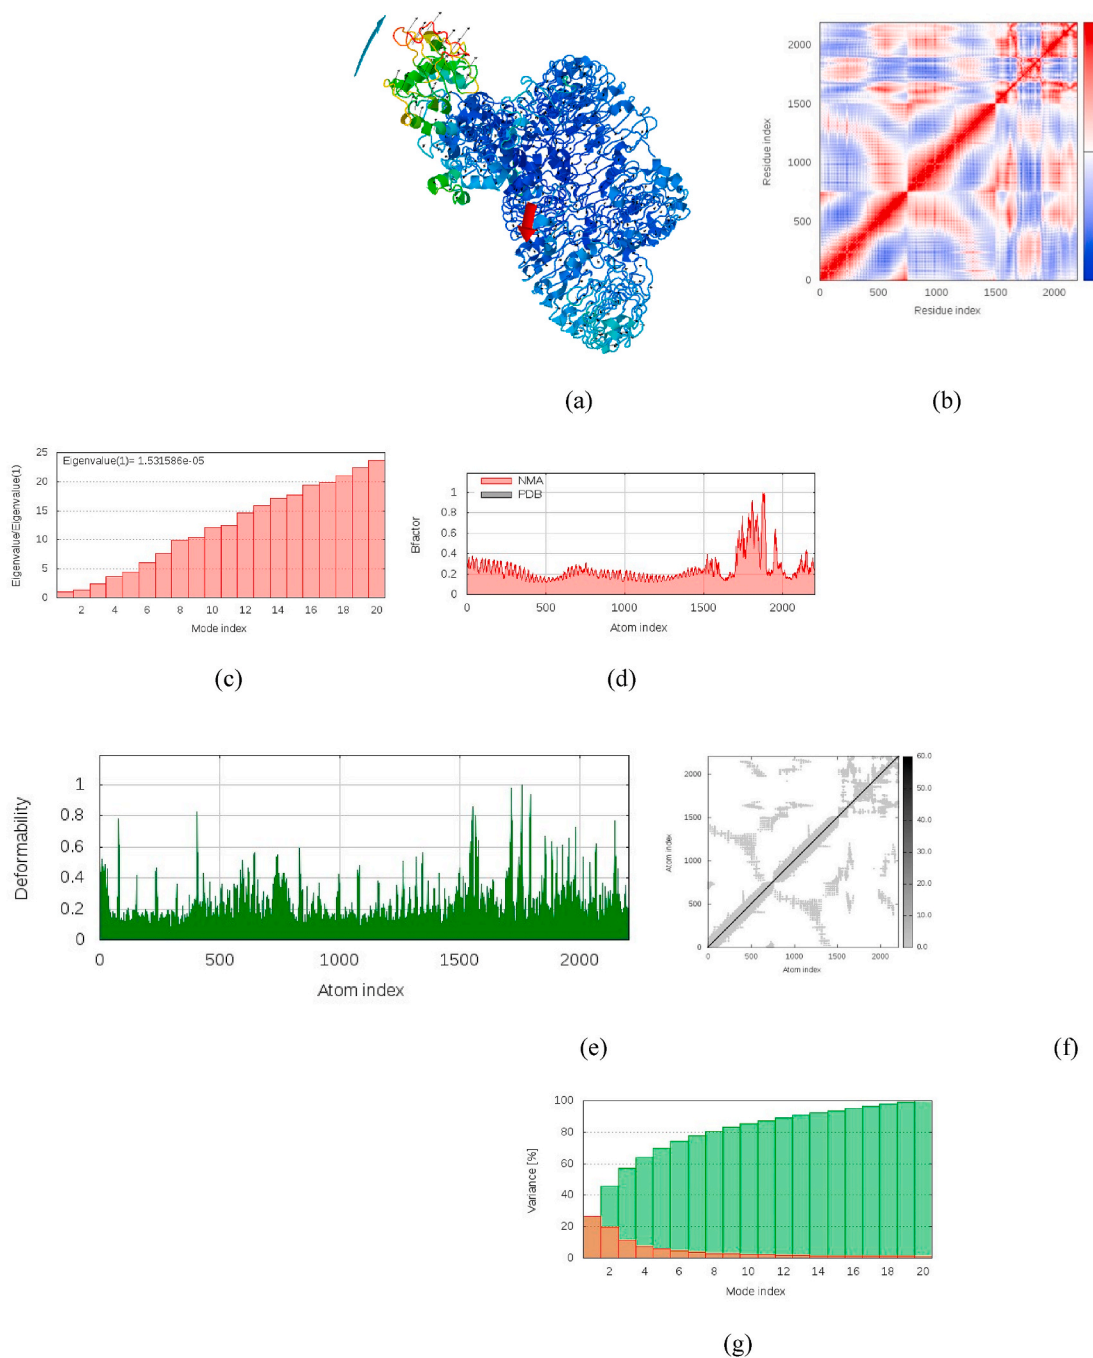 2000
1500
1000
500
0
Residue index
0 500 1000 1500 2000
Residue index
(a)
(b)
Eigenvalue(1)= 1.531586e-05
25
20
15
10
5
0
Eigenvalue/Eigenvalue(1)
2 4 6 8 10 12 14 16 18 20
Mode index
(c)
NMA
PDB
1
0.8
0.6
0.4
0.2
Bfactor
0 500 1000 1500 2000
Atom index
(d)
1
0.8
0.6
0.4
0.2
0
Deformability
0 500 1000 1500 2000
Atom index
(e)
2000
1500
1000
500
0
Atom index
0 500 1000 1500 2000
Atom index
60.0
50.0
40.0
30.0
20.0
10.0
0.0
(f)
100
80
60
40
20
0
Variance [%]
2 4 6 8 10 12 14 16 18 20
Mode index
(g)